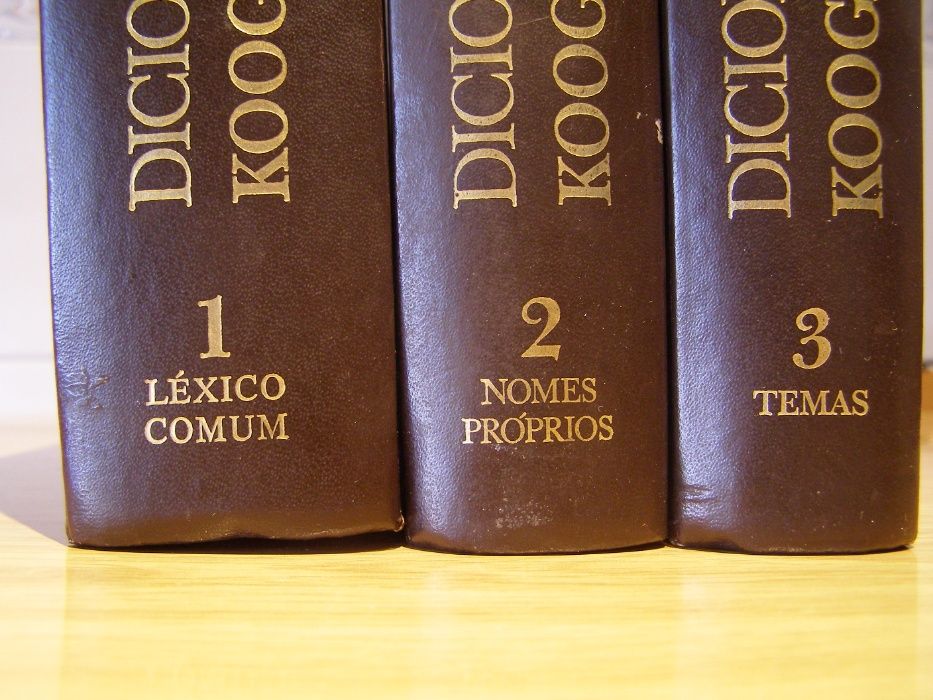 DICIO
KOOG
1
LÉXICO
COMUM
DICIO
KOOG
2
NOMES
PRÓPRIOS
DICIO
KOOG
3
TEMAS